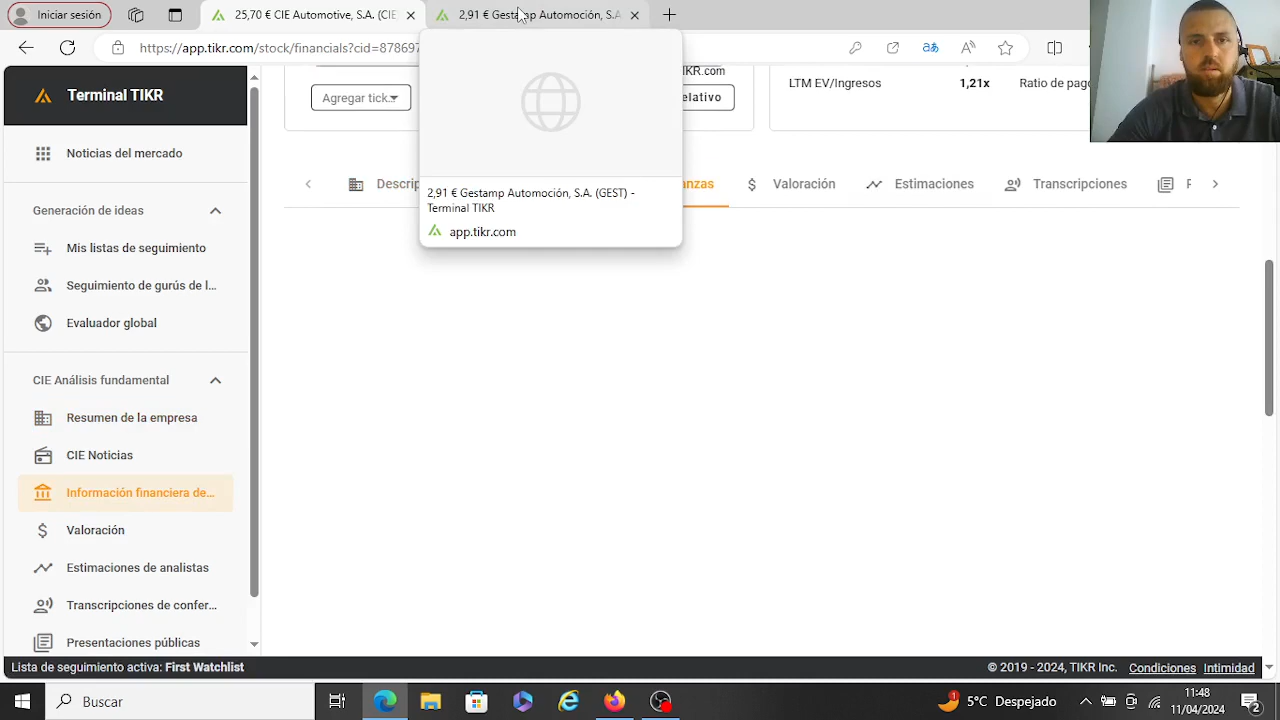 Iniciar sesión
25,70 € CIE Automotive, S.A. (CIE
2,91 € Gestamp Automoción, S.A
https://app.tikr.com/stock/financials?cid=878697
Terminal TIKR
Noticias del mercado
Generación de ideas
Mis listas de seguimiento
Seguimiento de gurús de l...
Evaluador global
CIE Análisis fundamental
Resumen de la empresa
CIE Noticias
Información financiera de...
Valoración
Estimaciones de analistas
Transcripciones de confer...
Presentaciones públicas
IKR.com
Agregar tick...
elativo
LTM EV/Ingresos
1,21x
Ratio de pago
2,91 € Gestamp Automoción, S.A. (GEST) -
Terminal TIKR
app.tikr.com
Descrip
nzas
Valoración
Estimaciones
Transcripciones
Lista de seguimiento activa: First Watchlist
© 2019 - 2024, TIKR Inc.
Condiciones
Intimidad
Buscar
5°C Despejado
11:48
11/04/2024